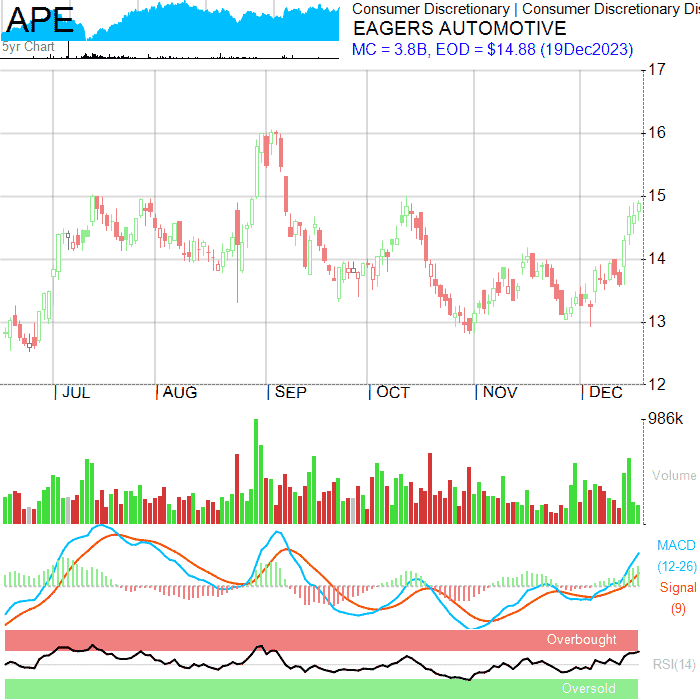 APE
5yr Chart
Consumer Discretionary | Consumer Discretionary Dis
EAGERS AUTOMOTIVE
MC = 3.8B, EOD = $14.88 (19Dec2023)
17
16
15
14
13
12
JUL AUG SEP OCT NOV DEC
986k
Volume
MACD
(12-26)
Signal
(9)
Overbought
RSI(14)
Oversold